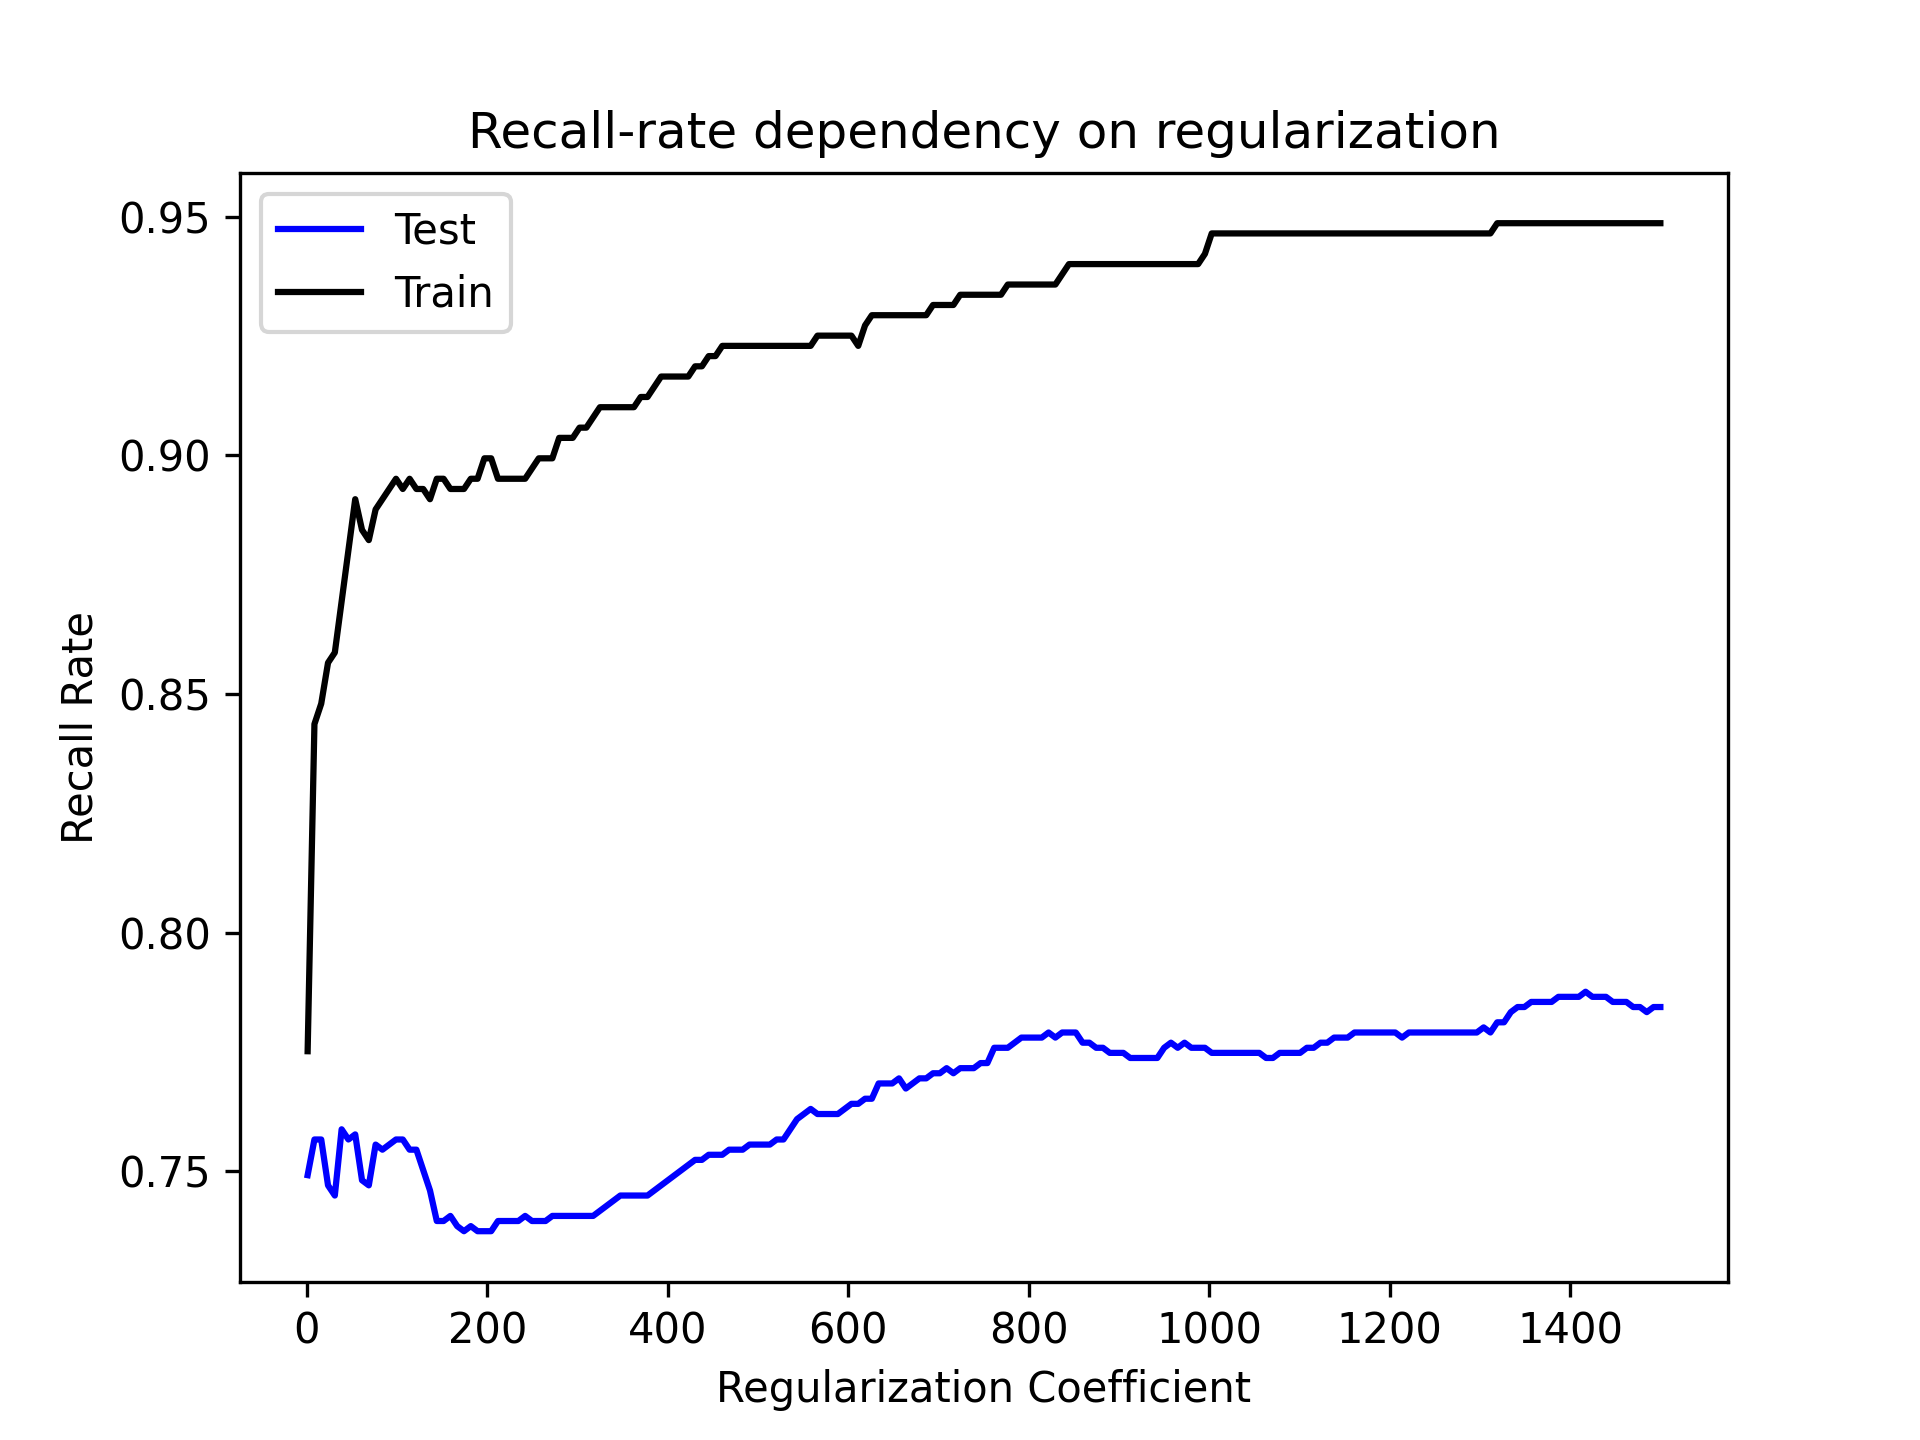 Recall-rate dependency on regularization
Test
Train
0.95
0.90
0.85
0.80
0.75
Recall Rate
0 200 400 600 800 1000 1200 1400
Regularization Coefficient